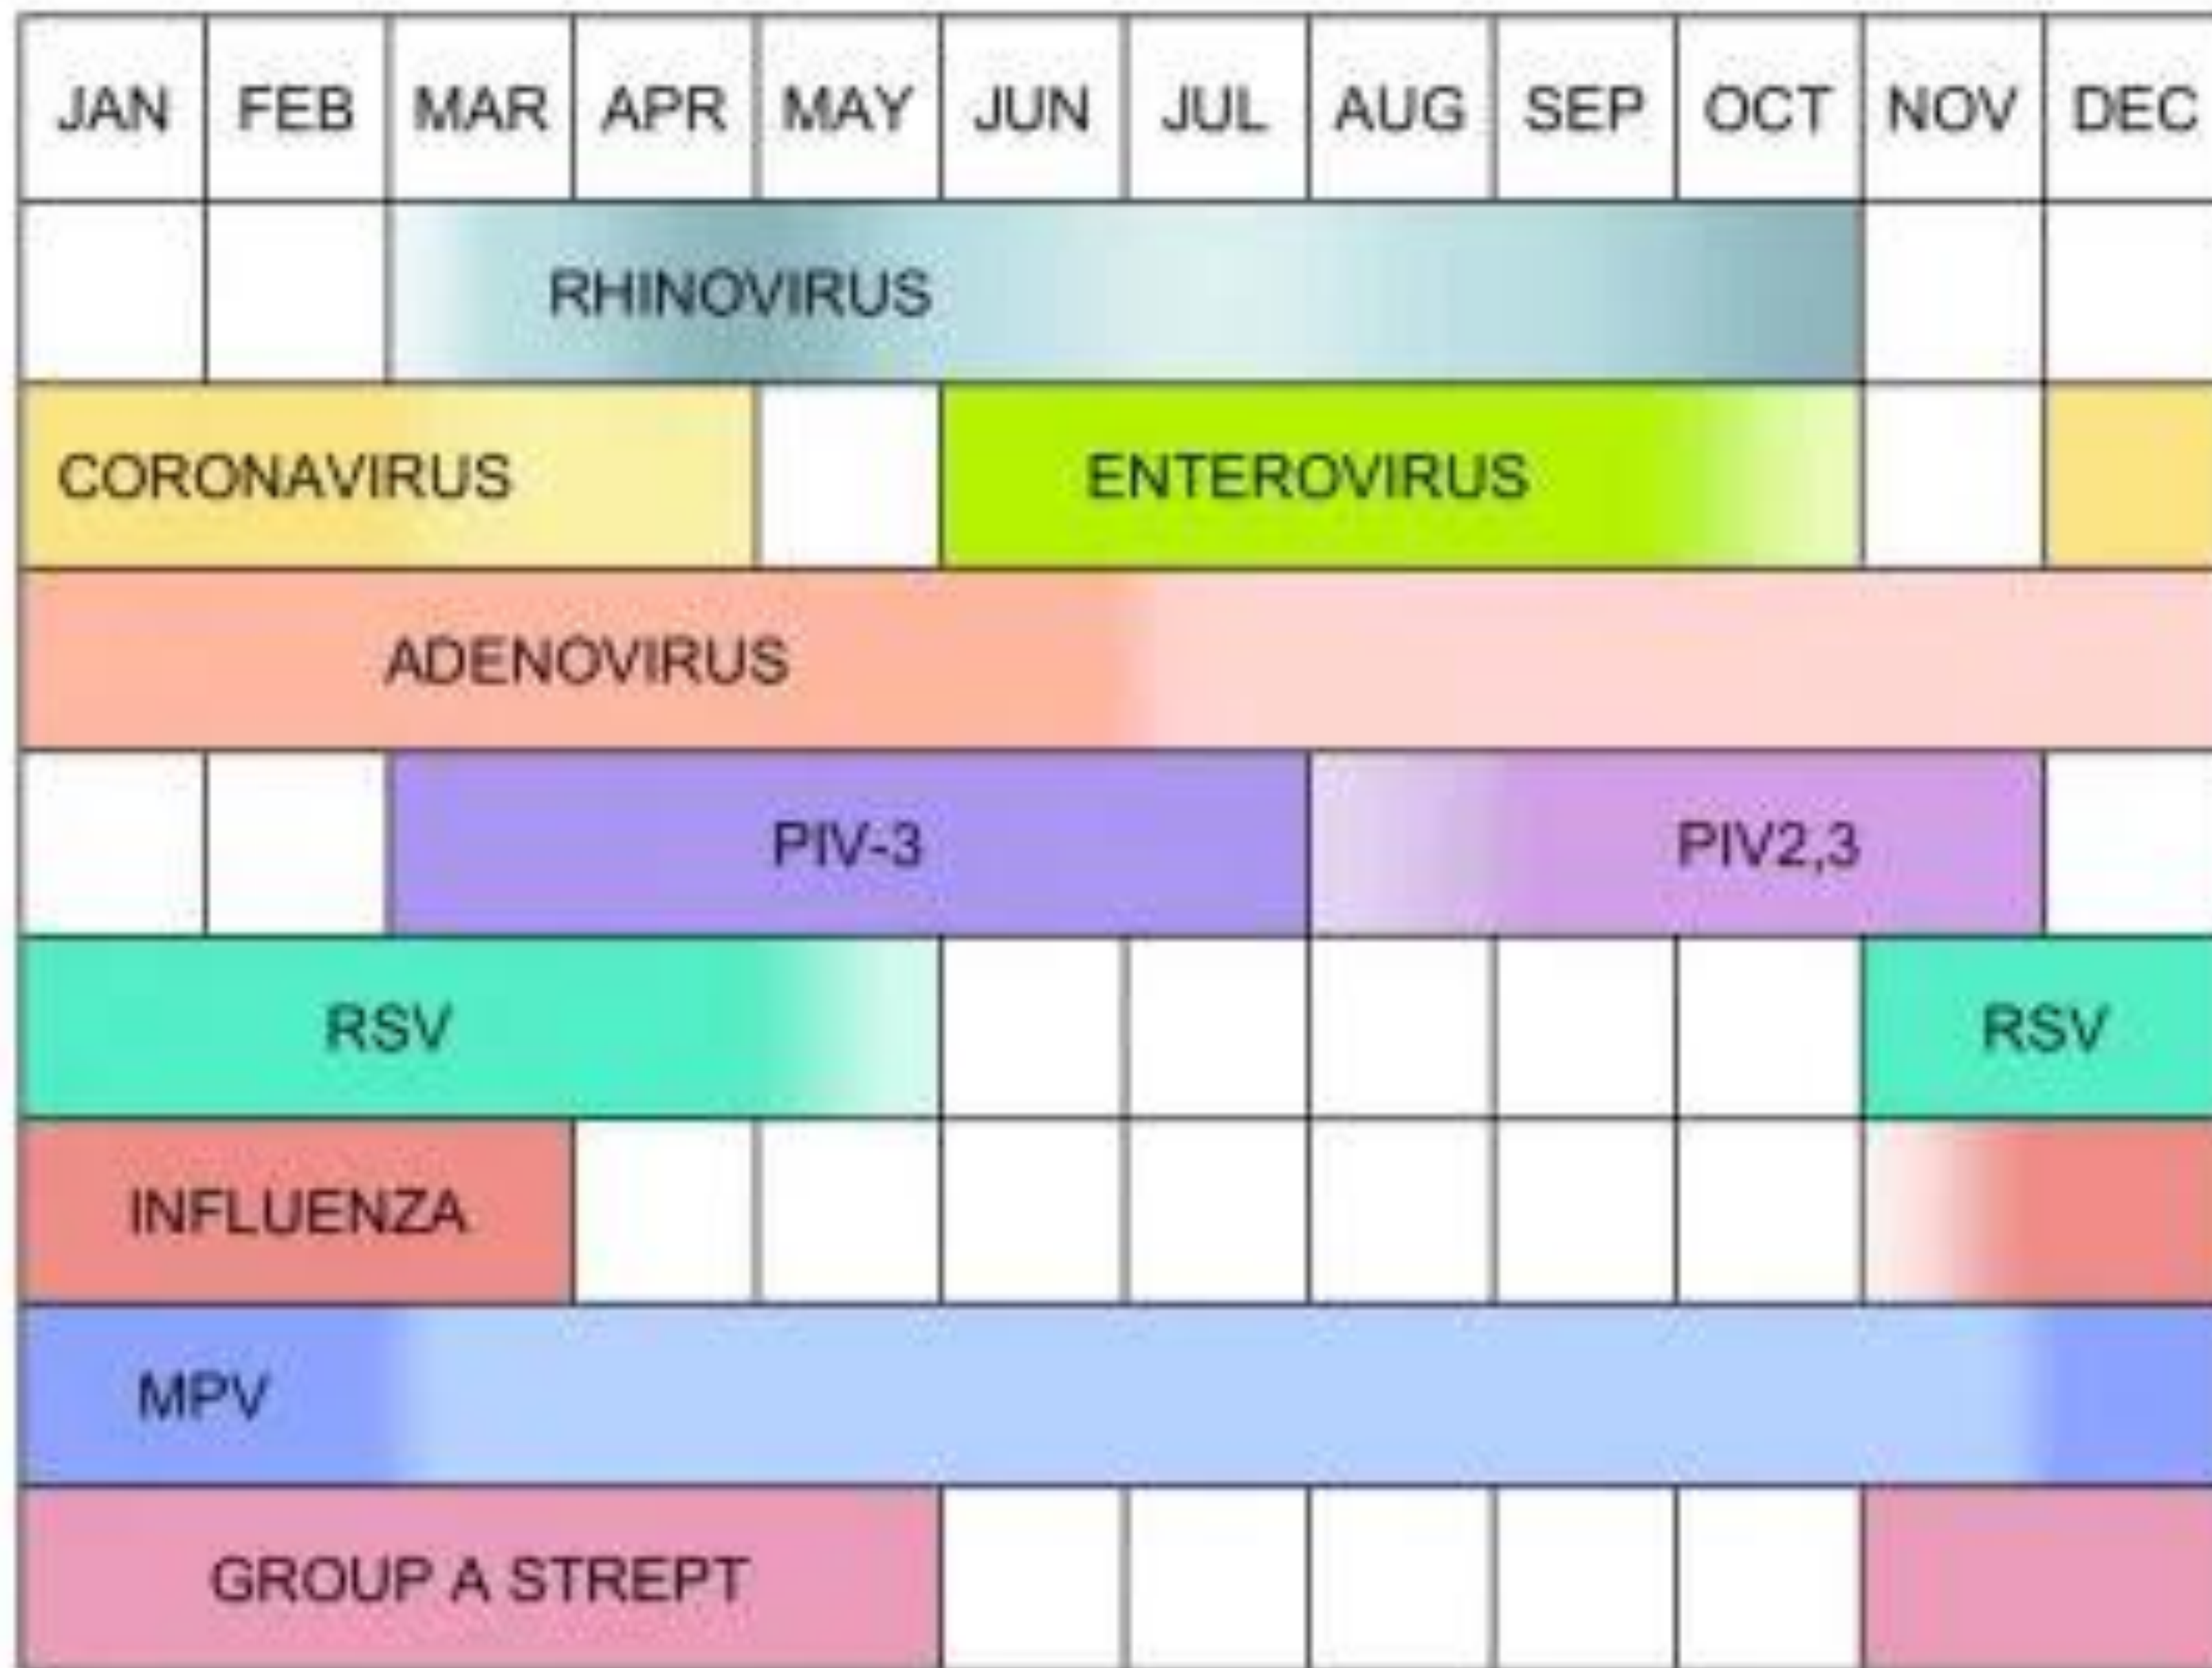 JAN FEB MAR APR MAY JUN JUL AUG SEP OCT NOV DEC
RHINOVIRUS
CORONAVIRUS ENTEROVIRUS
ADENOVIRUS
PIV-3 PIV2,3
RSV RSV
INFLUENZA
MPV
GROUP A STREPT